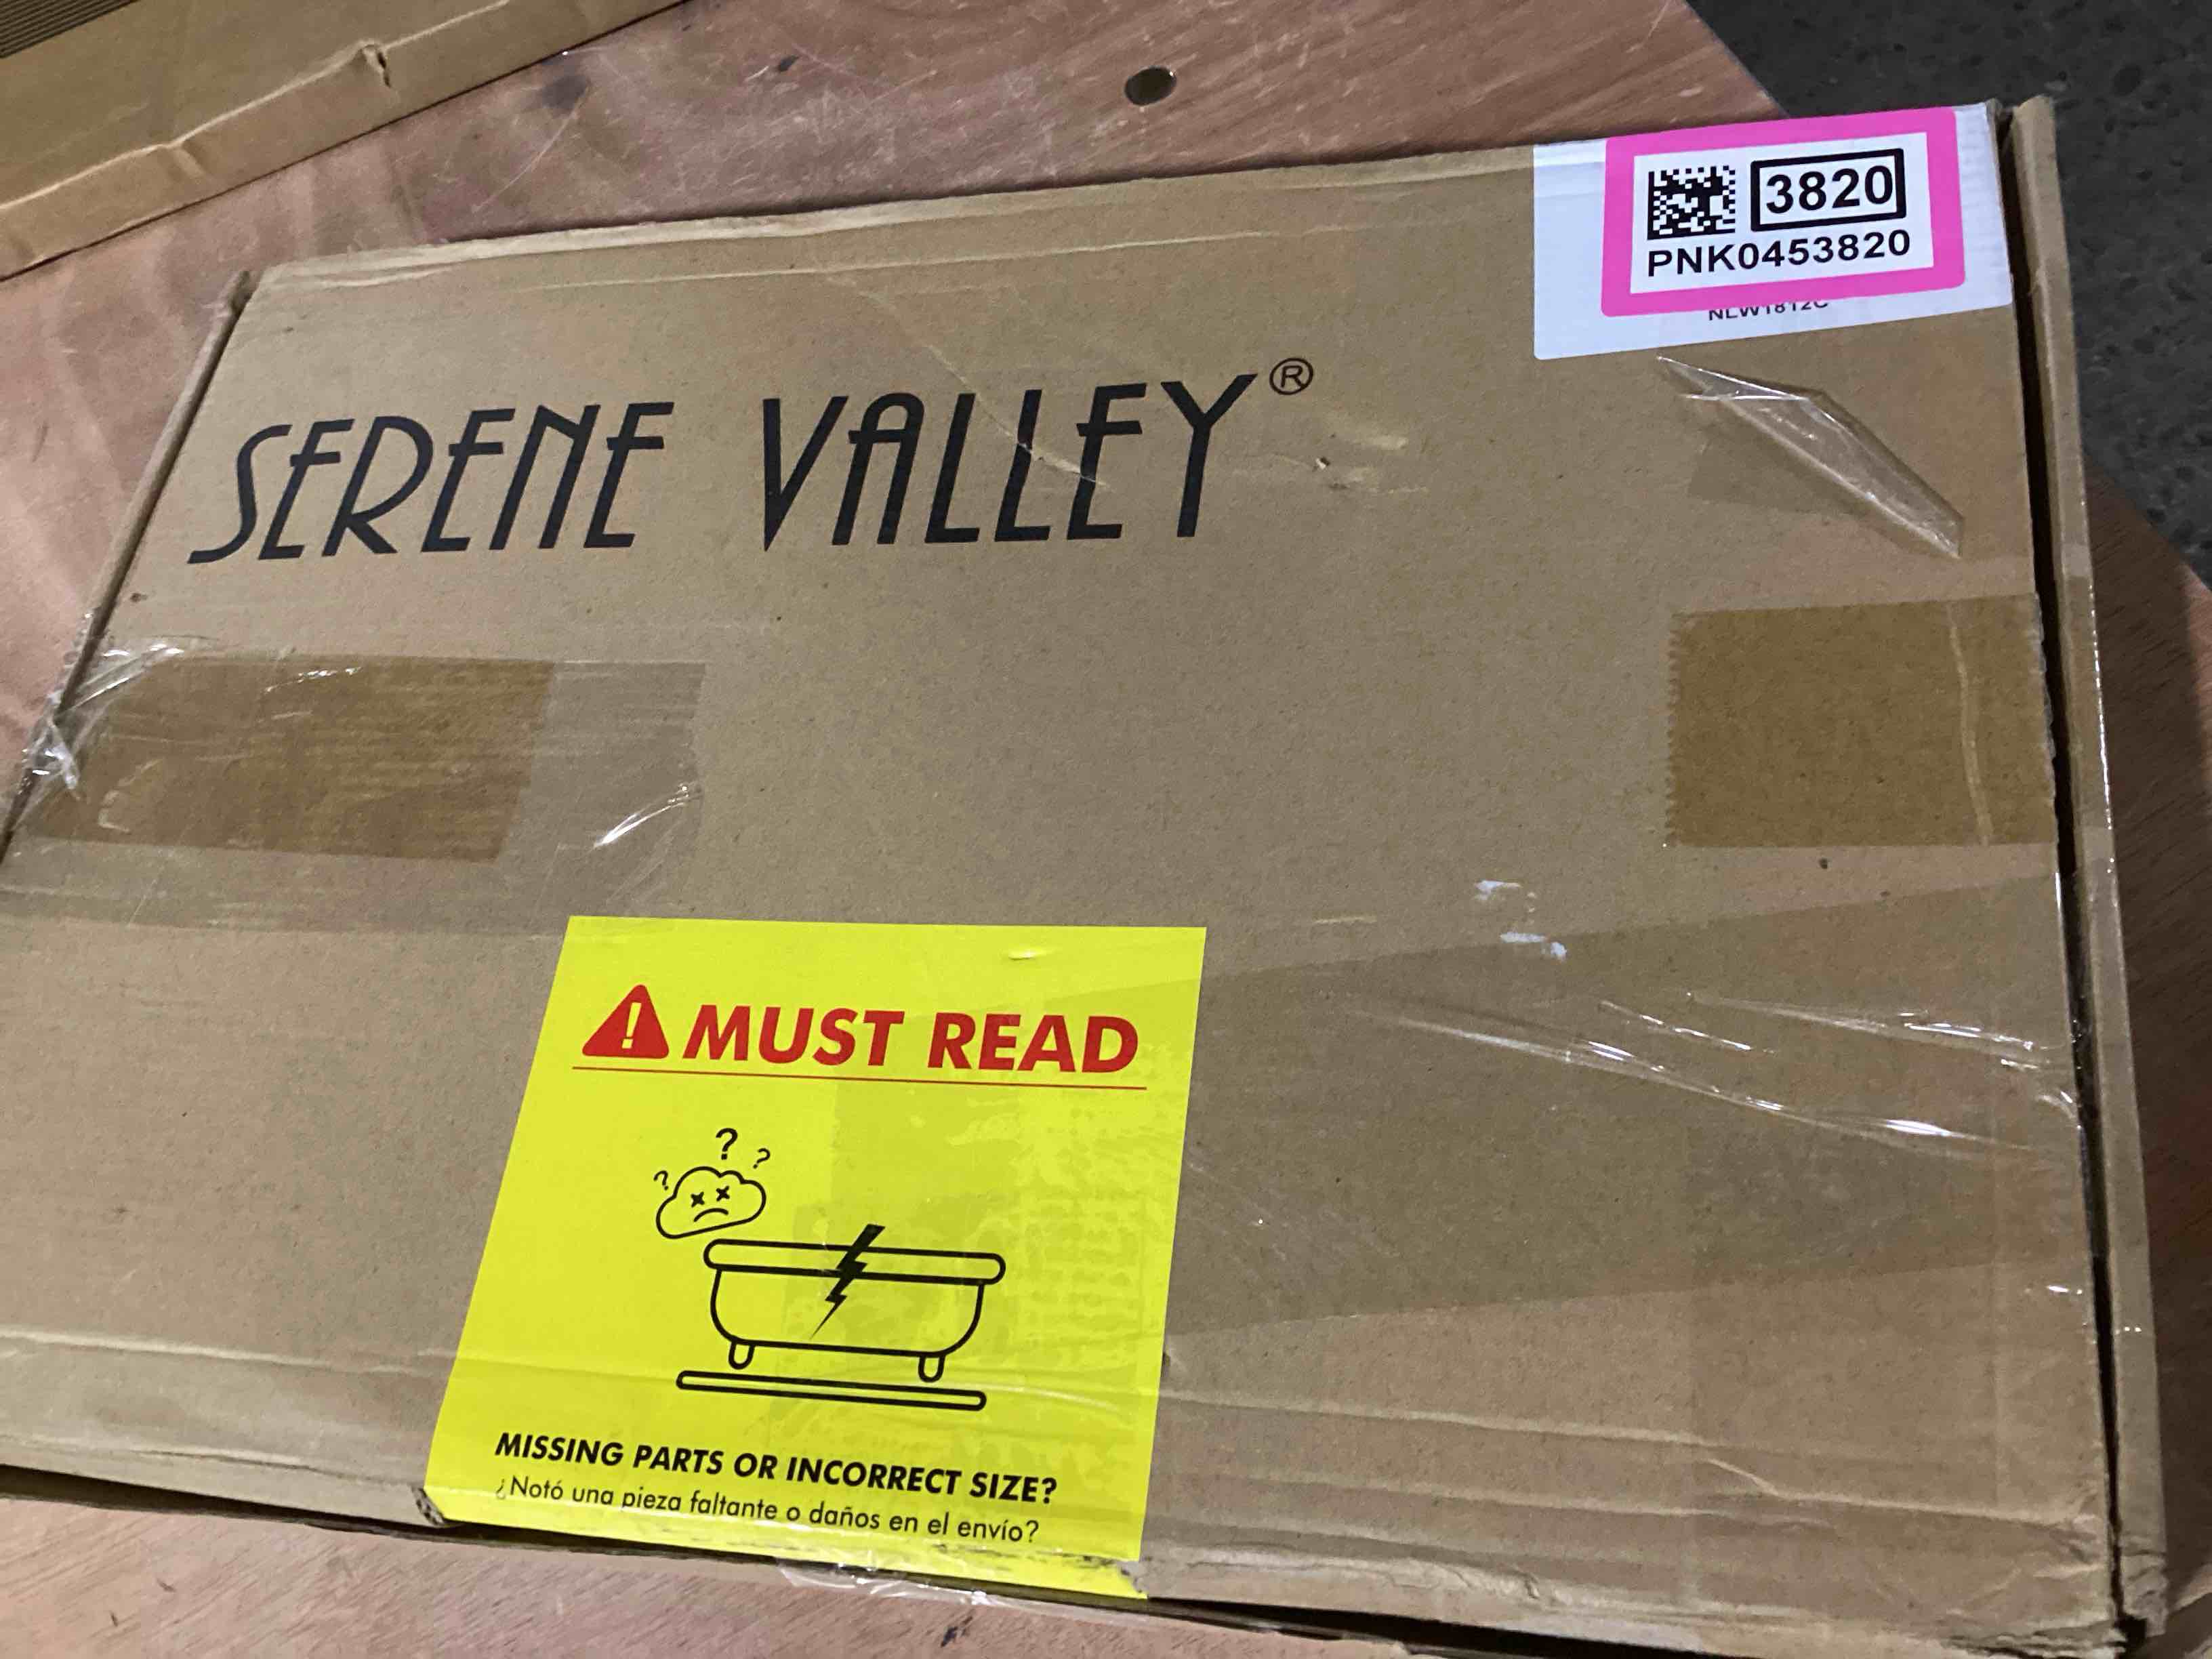 3820
PNK0453820
SERENE VALLEY®
MUST READ
? ? ?
MISSING PARTS OR INCORRECT SIZE?
¿Notó una pieza faltante o daños en el envío?